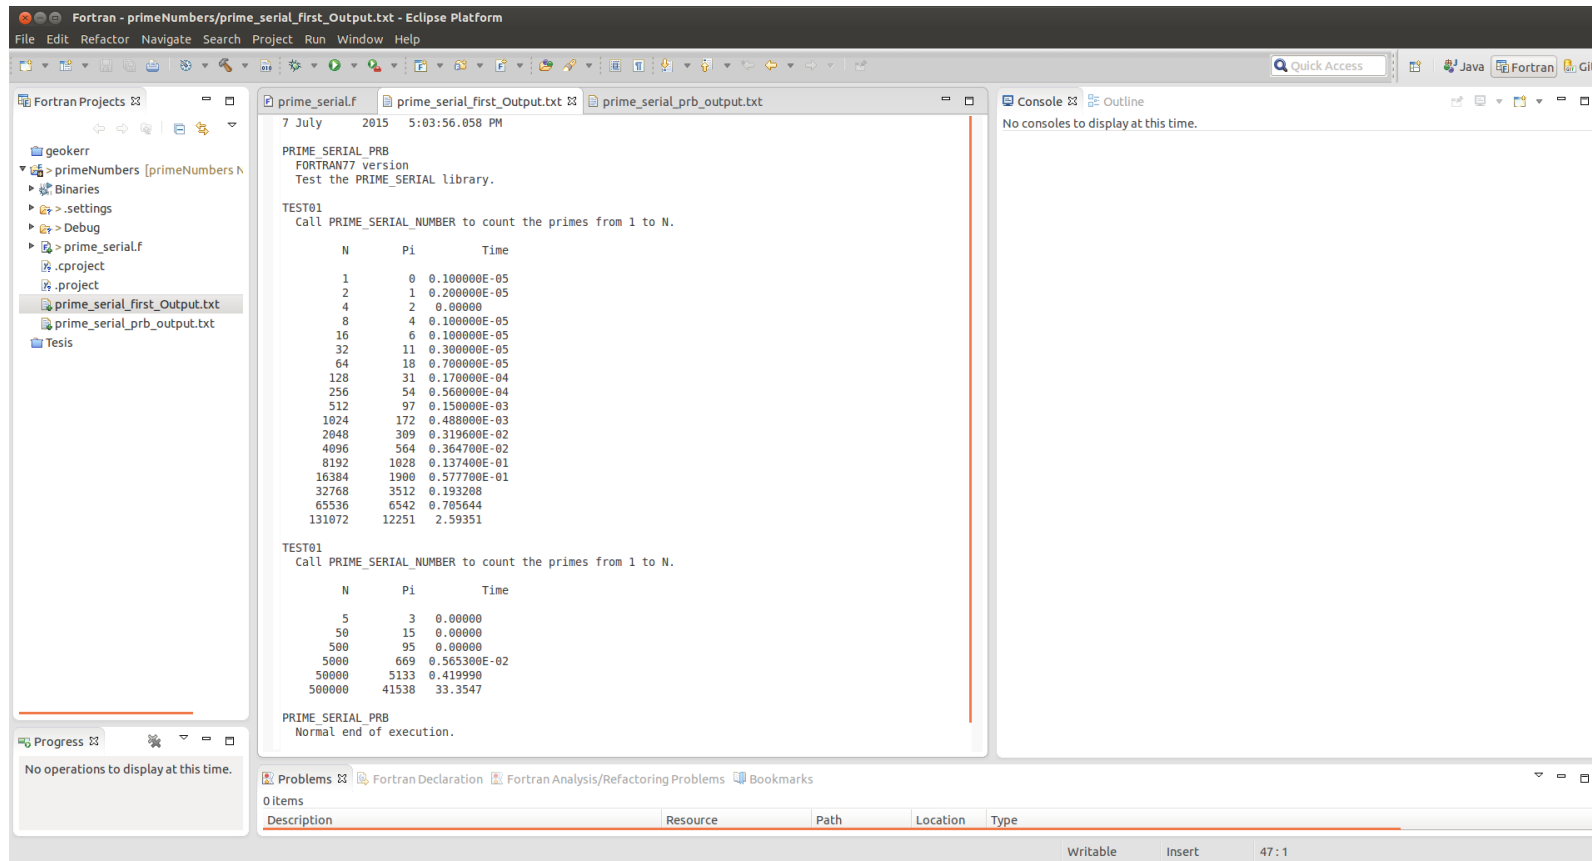 Fortran - primeNumbers/prime_serial_first_Output.txt - Eclipse Platform
File Edit Refactor Navigate Search Project Run Window Help
Quick Access
Java
Fortran
Gi
Fortran Projects
geokerr
> primeNumbers [primeNumbers N
Binaries
> .settings
> Debug
> prime_serial.f
.cproject
.project
prime_serial_first_Output.txt
prime_serial_prb_output.txt
Tesis
prime_serial.f
prime_serial_first_Output.txt
prime_serial_prb_output.txt
7 July 2015 5:03:56.058 PM
PRIME_SERIAL_PRB
FORTRAN77 version
Test the PRIME_SERIAL library.
TEST01
Call PRIME_SERIAL_NUMBER to count the primes from 1 to N.
N Pi Time
1 0 0.100000E-05
2 1 0.200000E-05
4 2 0.00000
8 4 0.100000E-05
16 6 0.100000E-05
32 11 0.300000E-05
64 18 0.700000E-05
128 31 0.170000E-04
256 54 0.560000E-04
512 97 0.150000E-03
1024 172 0.488000E-03
2048 309 0.319600E-02
4096 564 0.364700E-02
8192 1028 0.137400E-01
16384 1900 0.577700E-01
32768 3512 0.193208
65536 6542 0.705644
131072 12251 2.59351
TEST01
Call PRIME_SERIAL_NUMBER to count the primes from 1 to N.
N Pi Time
5 3 0.00000
50 15 0.00000
500 95 0.00000
5000 669 0.565300E-02
50000 5133 0.419990
500000 41538 33.3547
PRIME_SERIAL_PRB
Normal end of execution.
Console
Outline
No consoles to display at this time.
Progress
No operations to display at this time.
Problems
Fortran Declaration
Fortran Analysis/Refactoring Problems
Bookmarks
0 items
Description Resource Path Location Type
Writable Insert 47 : 1